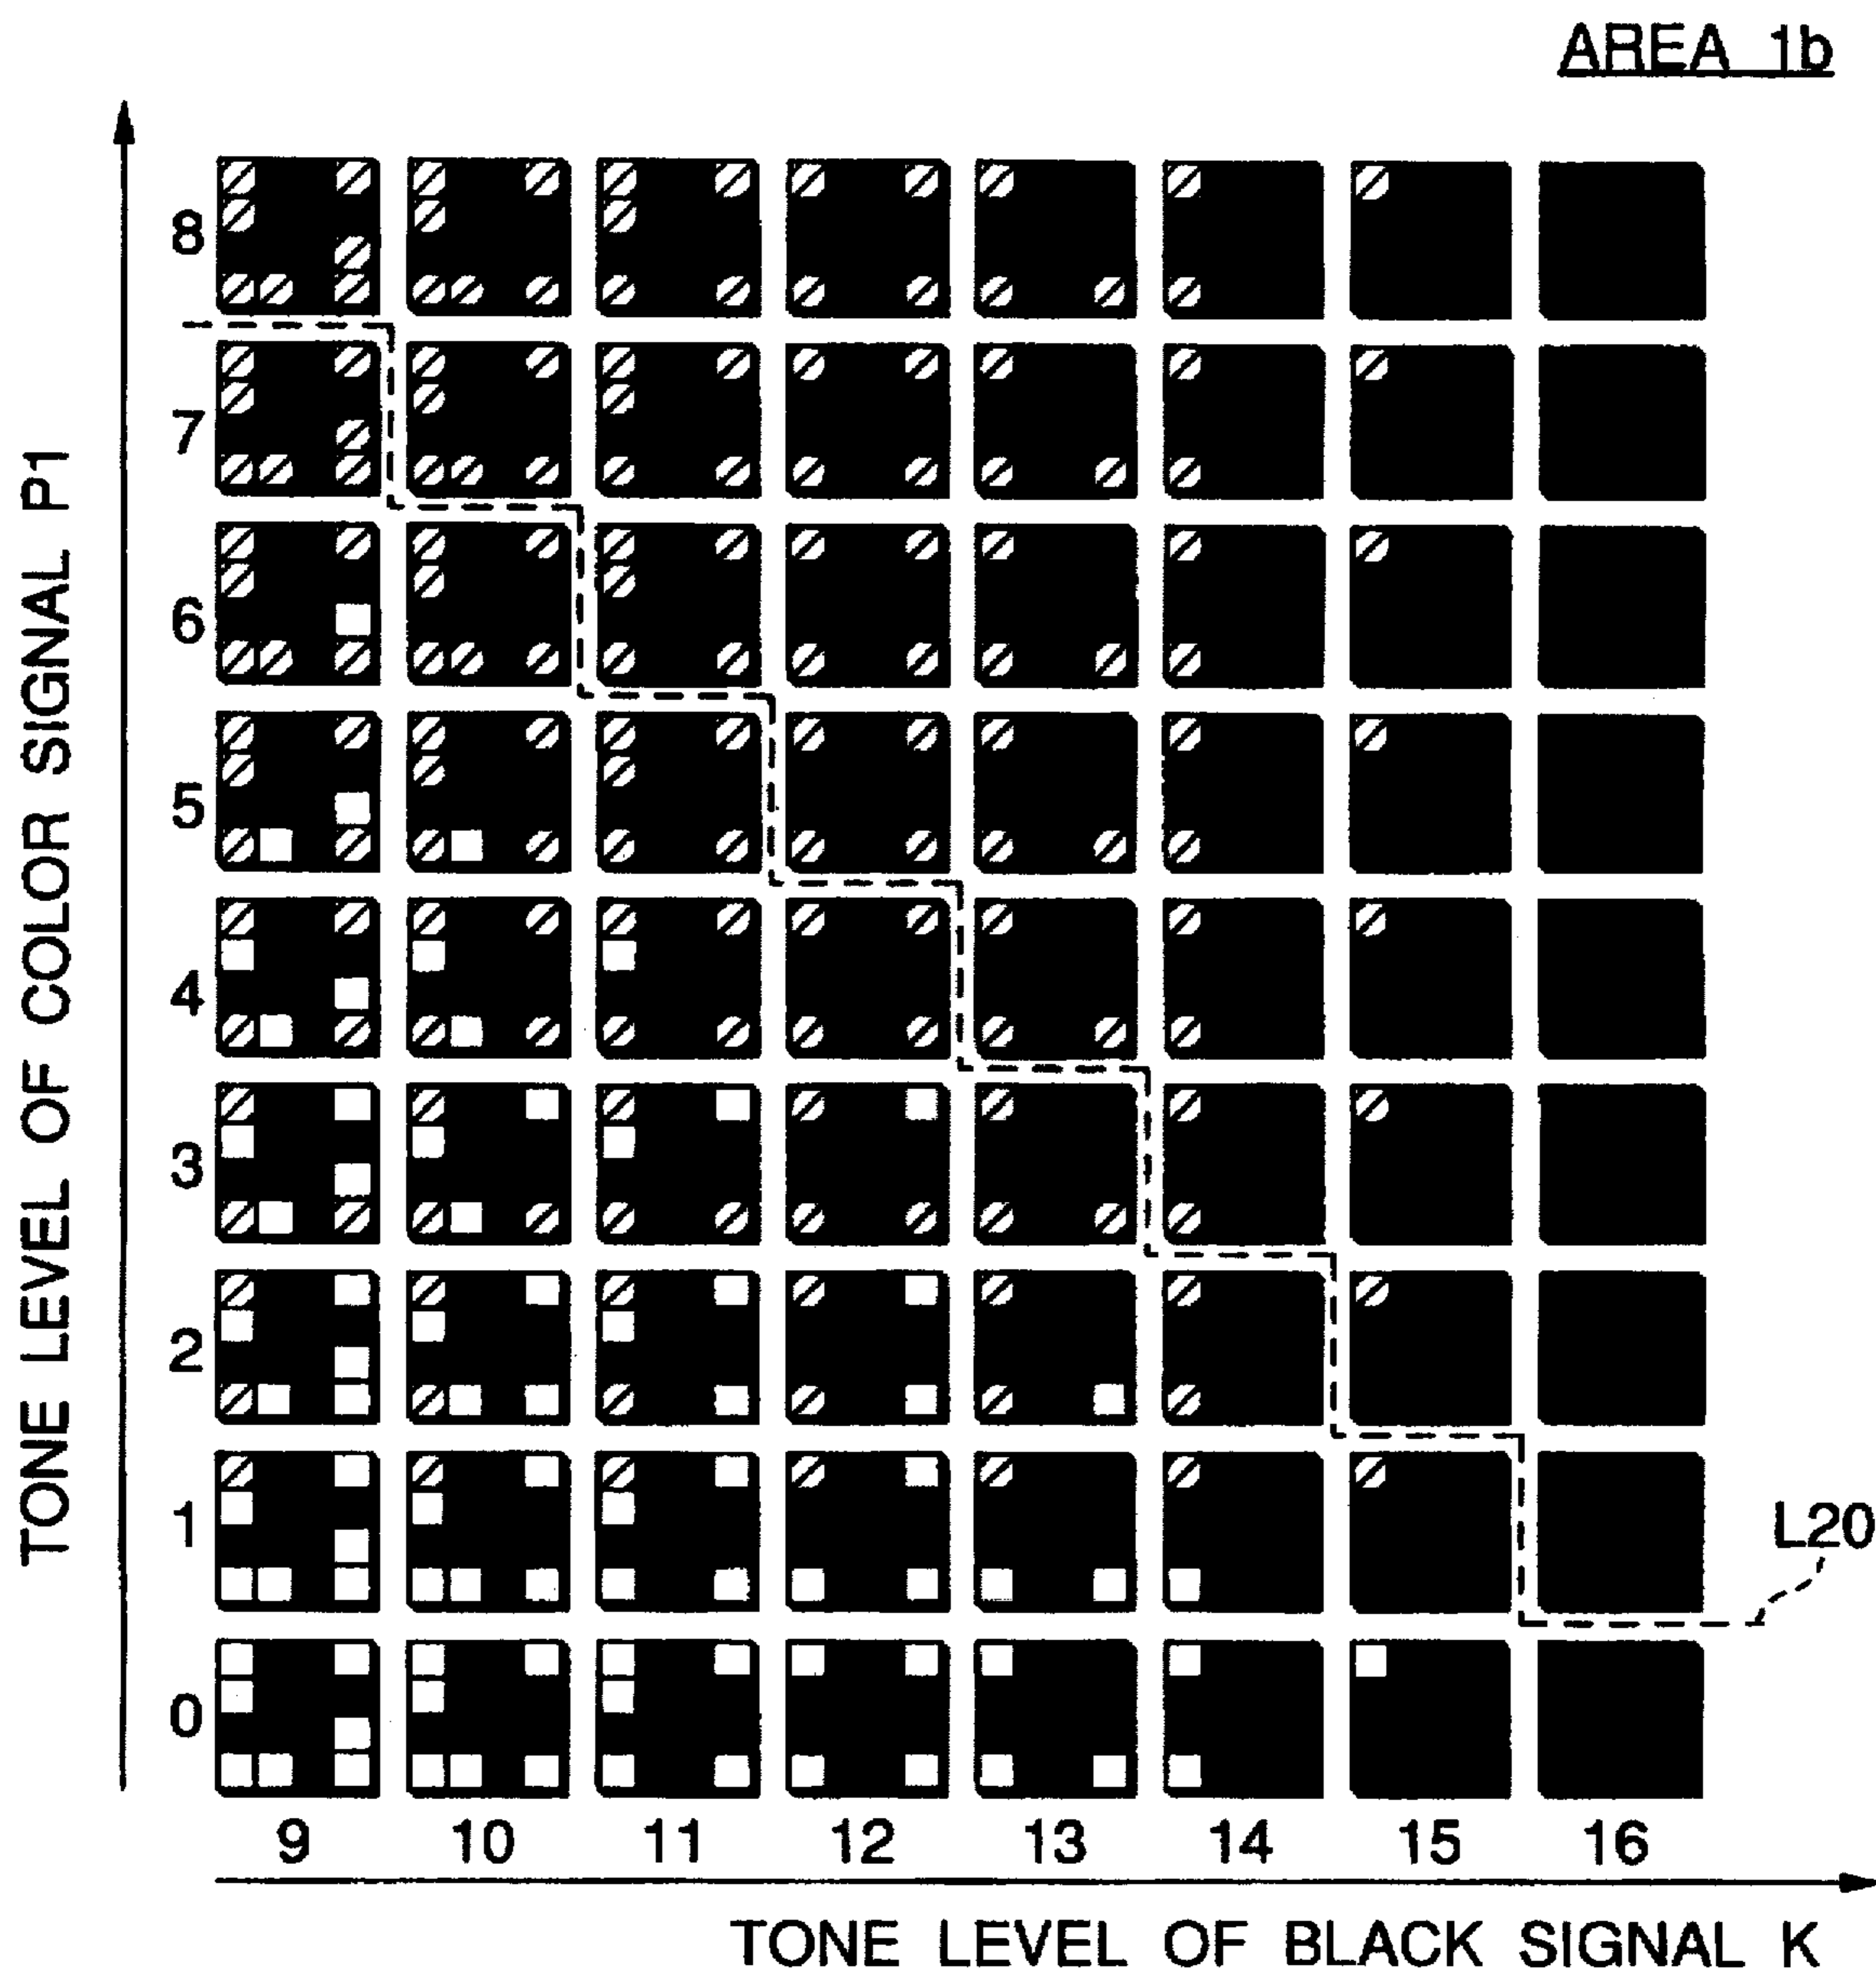 AREA 1b
TONE LEVEL OF COLOR SIGNAL P1
8
7
6
5
4
3
2
1
0
L20
9 10 11 12 13 14 15 16
TONE LEVEL OF BLACK SIGNAL K